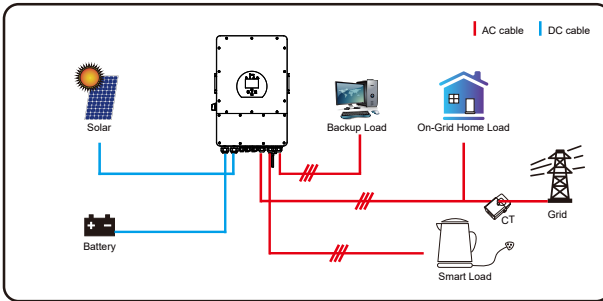 AC cable
DC cable
Solar
Backup Load
On-Grid Home Load
CT
Grid
Battery
Smart Load